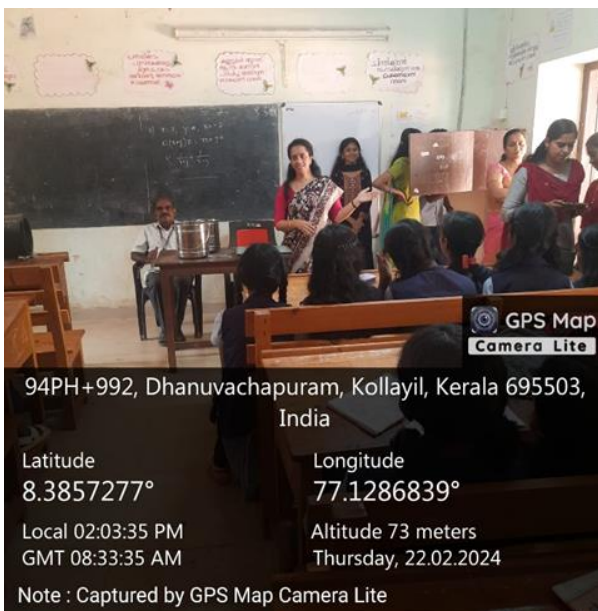 GPS Map
Camera Lite
94PH+992, Dhanuvachapuram, Kollayil, Kerala 695503,
India
Latitude
8.3857277°
Longitude
77.1286839°
Local 02:03:35 PM
GMT 08:33:35 AM
Altitude 73 meters
Thursday, 22.02.2024
Note : Captured by GPS Map Camera Lite